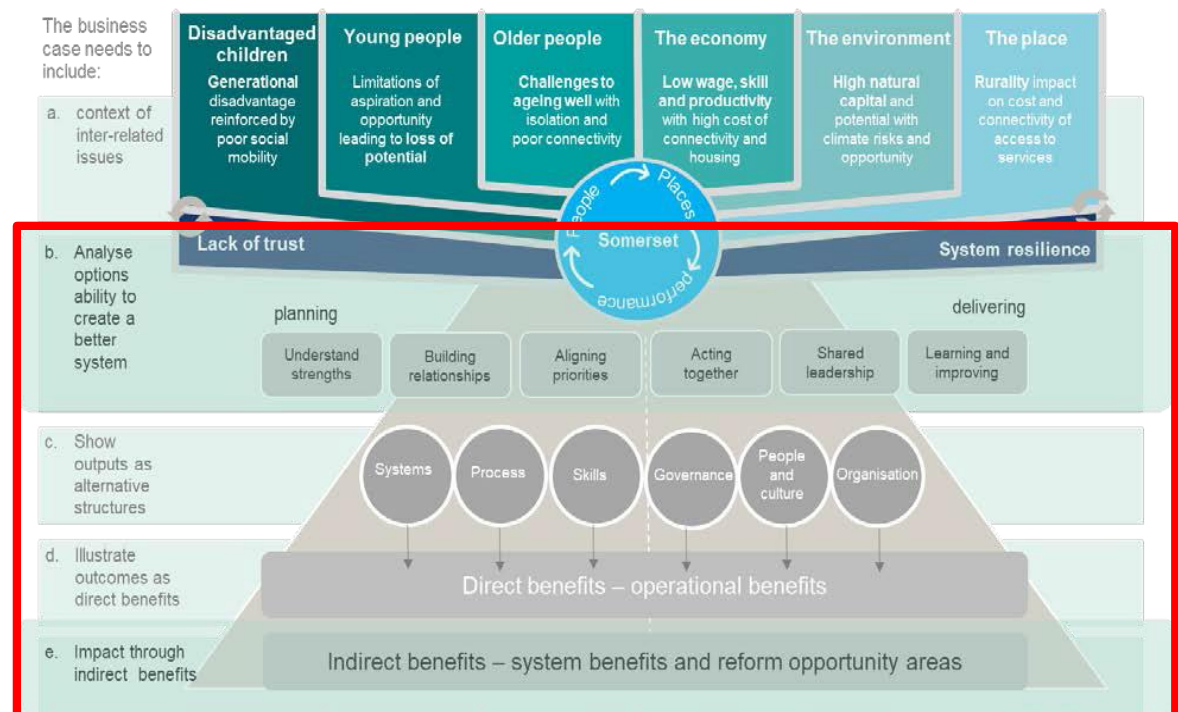 The business
case needs to
include:
Disadvantaged
children
Generational
disadvantage
reinforced by
poor social
mobility
Young people
Limitations of
aspiration and
opportunity
leading to loss of
potential
Older people
Challenges to
ageing well with
isolation and
poor connectivity
The economy
Low wage, skill
and productivity
with high cost of
connectivity and
housing
The environment
High natural
capital and
potential with
climate risks and
opportunity
The place
Rurality impact
on cost and
connectivity of
access to
services
a. context of
inter-related
issues
People
Places
performance
Somerset
Lack of trust
System resilience
b. Analyse
options
ability to
create a
better
system
planning
delivering
Understand
strengths
Building
relationships
Aligning
priorities
Acting
together
Shared
leadership
Learning and
improving
c. Show
outputs as
alternative
structures
Systems
Process
Skills
Governance
People
and
culture
Organisation
d. Illustrate
outcomes as
direct benefits
Direct benefits – operational benefits
e. Impact through
indirect benefits
Indirect benefits – system benefits and reform opportunity areas